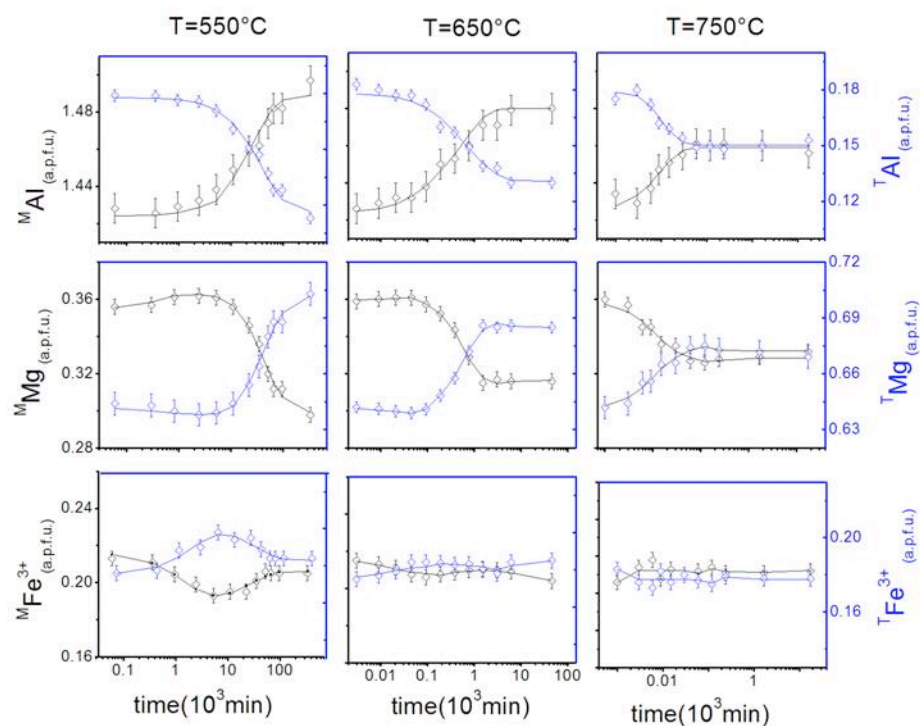 T=550°C T=650°C T=750°C
1.48
1.44
ᴹAl (a.p.f.u.)
0.18
0.15
0.12
ᵀAl (a.p.f.u.)
0.36
0.32
0.28
ᴹMg (a.p.f.u.)
0.72
0.69
0.66
0.63
ᵀMg (a.p.f.u.)
0.24
0.20
0.16
ᴹFe³⁺ (a.p.f.u.)
0.20
0.16
ᵀFe³⁺ (a.p.f.u.)
0.1 1 10 100
0.01 0.1 1 10 100
0.01 0.1 1 10
time(10³min) time(10³min) time(10³min)